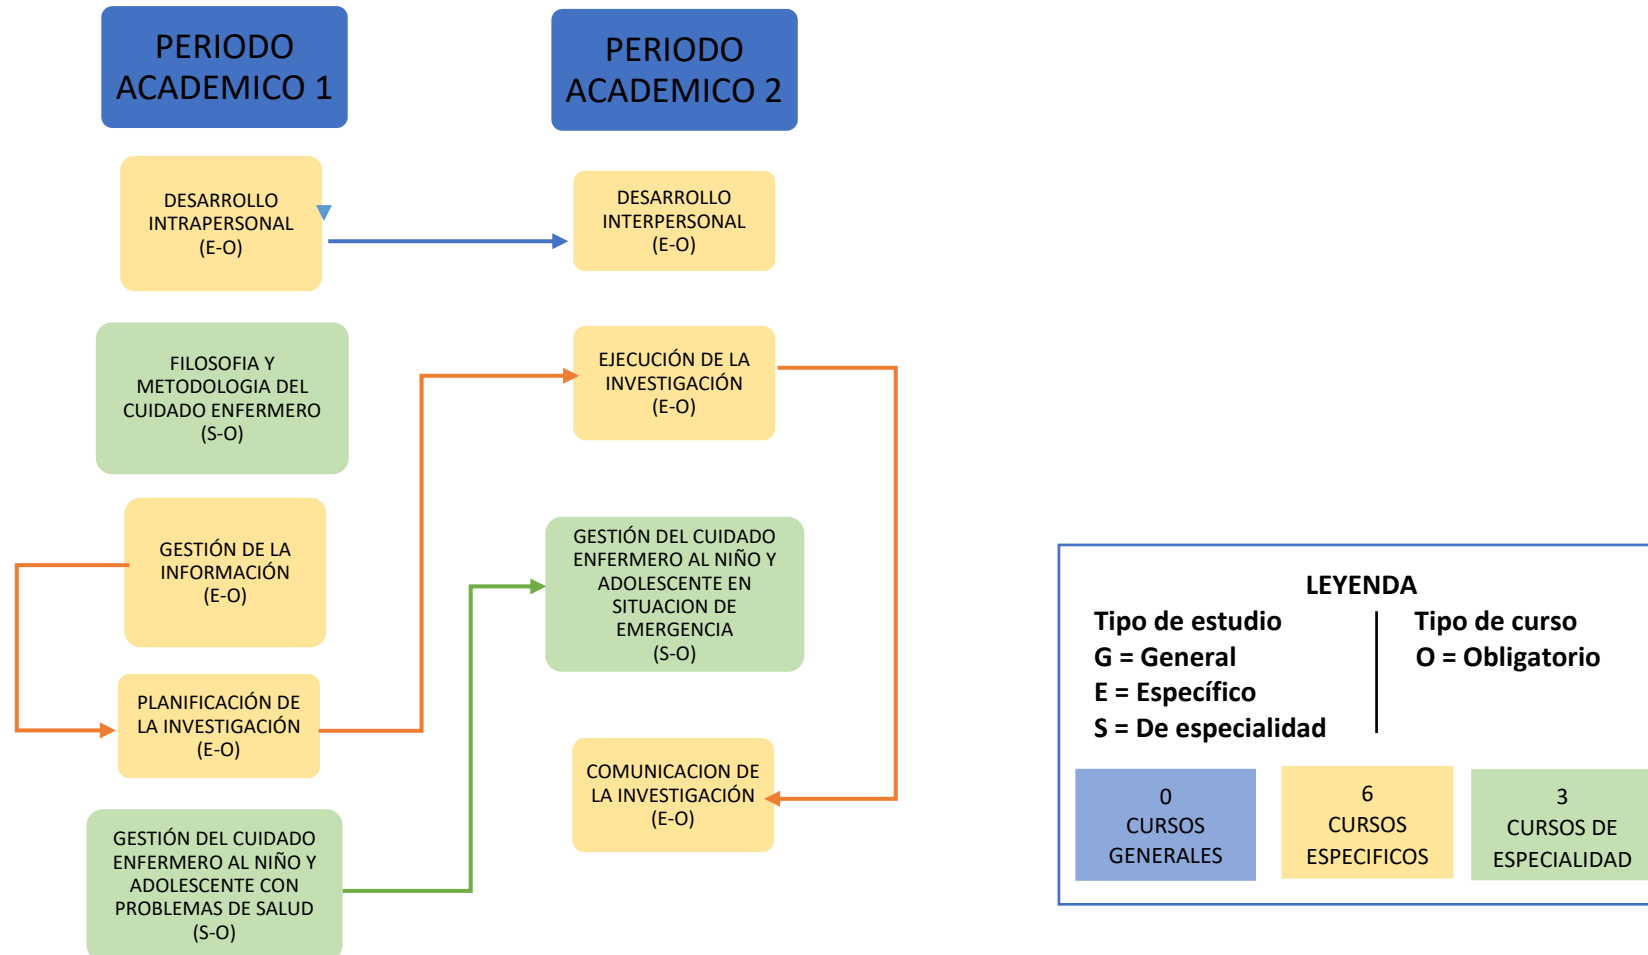 PERIODO
ACADEMICO 1
PERIODO
ACADEMICO 2
DESARROLLO
INTRAPERSONAL
(E-O)
DESARROLLO
INTERPERSONAL
(E-O)
FILOSOFIA Y
METODOLOGIA DEL
CUIDADO ENFERMERO
(S-O)
EJECUCIÓN DE LA
INVESTIGACIÓN
(E-O)
GESTIÓN DE LA
INFORMACIÓN
(E-O)
GESTIÓN DEL CUIDADO
ENFERMERO AL NIÑO Y
ADOLESCENTE EN
SITUACION DE
EMERGENCIA
(S-O)
PLANIFICACIÓN DE
LA INVESTIGACIÓN
(E-O)
COMUNICACION DE
LA INVESTIGACIÓN
(E-O)
GESTIÓN DEL CUIDADO
ENFERMERO AL NIÑO Y
ADOLESCENTE CON
PROBLEMAS DE SALUD
(S-O)
LEYENDA
Tipo de estudio
G = General
E = Específico
S = De especialidad
Tipo de curso
O = Obligatorio
0
CURSOS
GENERALES
6
CURSOS
ESPECIFICOS
3
CURSOS DE
ESPECIALIDAD